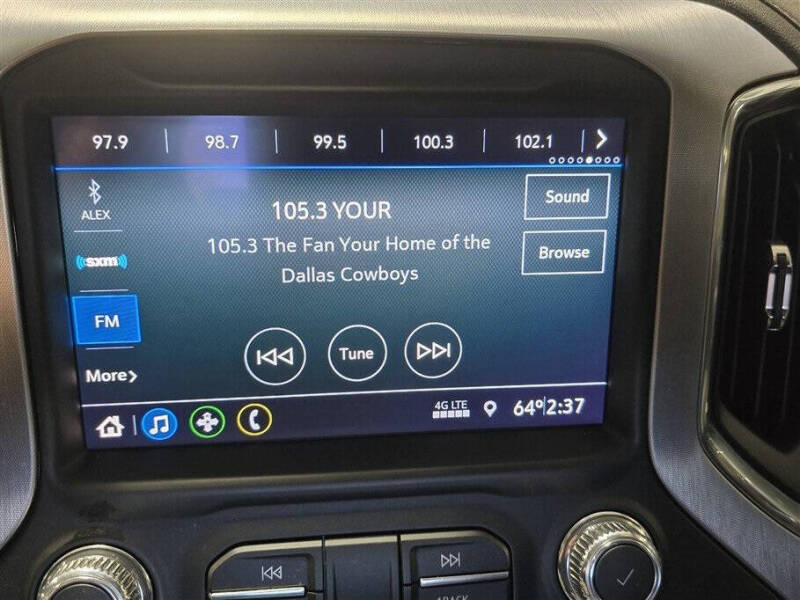 97.9 98.7 99.5 100.3 102.1
ALEX
105.3 YOUR
Sound
105.3 The Fan Your Home of the
Dallas Cowboys
Browse
sxm
FM
Tune
More
4G LTE
64° 2:37
BACK